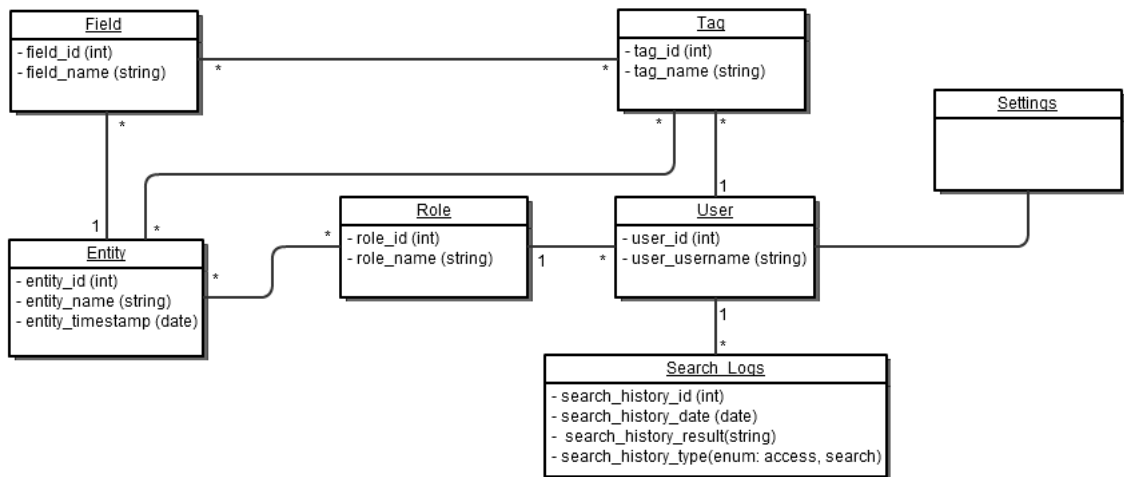 Field
- field_id (int)
- field_name (string)
*
*
Tag
- tag_id (int)
- tag_name (string)
Settings
*
*
*
1
1
*
Entity
- entity_id (int)
- entity_name (string)
- entity_timestamp (date)
*
*
Role
- role_id (int)
- role_name (string)
1
*
User
- user_id (int)
- user_username (string)
1
*
Search_Logs
- search_history_id (int)
- search_history_date (date)
- search_history_result(string)
- search_history_type(enum: access, search)